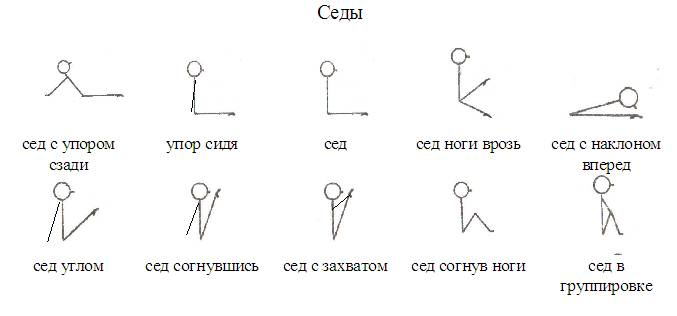 Седы
сед с упором
сзади
упор сидя
сед
сед ноги врозь
сед с наклоном
вперед
сед углом
сед согнувшись
сед с захватом
сед согнув ноги
сед в
группировке